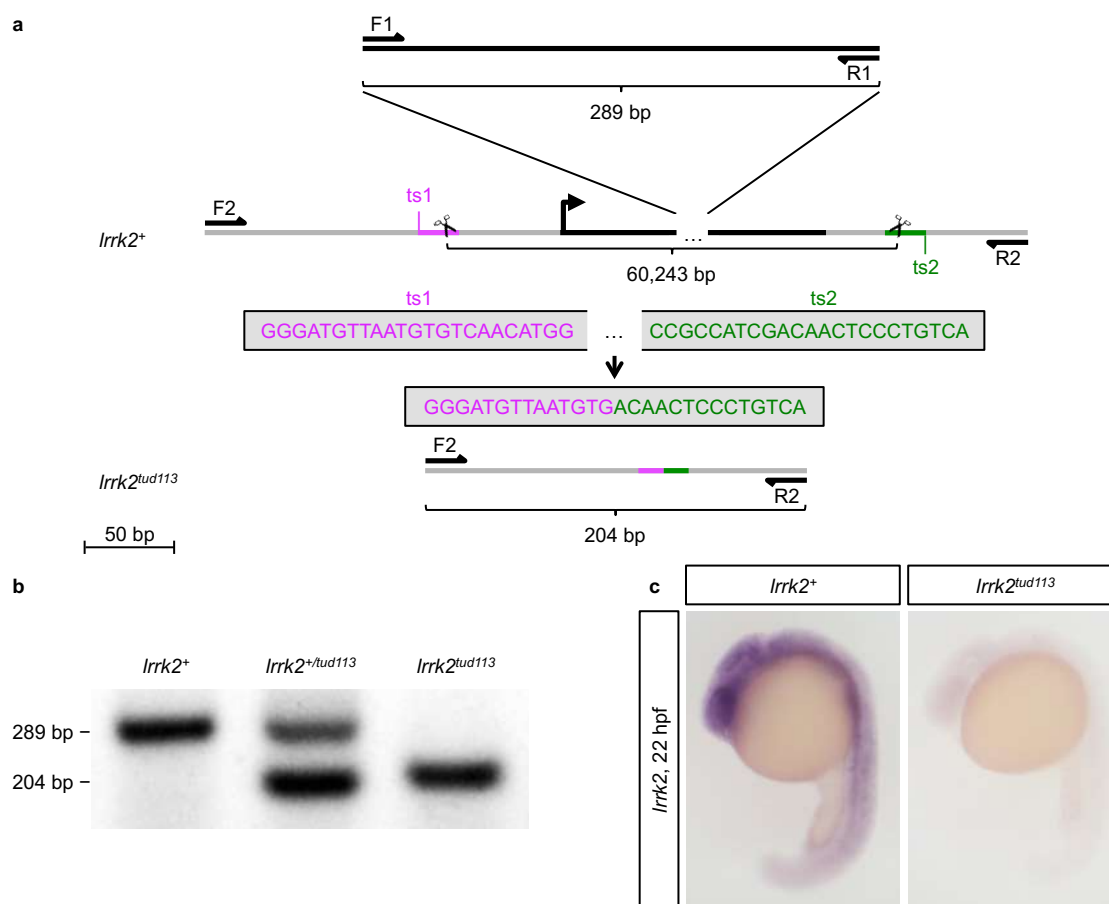 a
F1
R1
289 bp
ts1
F2
lrrk2+
...
R2
ts2
60,243 bp
ts1 ts2
GGGATGTTAATGTGTCAACATGG ... CCGCCATCGACAACTCCCTGTCA
GGGATGTTAATGTGACAACTCCCTGTCA
F2
lrrk2tud113
R2
204 bp
50 bp
b
lrrk2+ lrrk2+/tud113 lrrk2tud113
289 bp
204 bp
c
lrrk2+ lrrk2tud113
lrrk2, 22 hpf